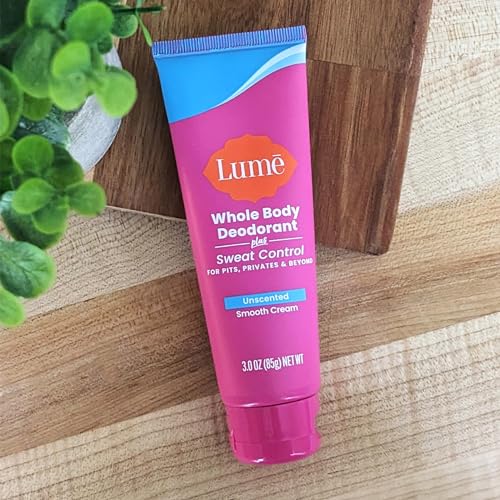 Lumē
Whole Body
Deodorant
plus
Sweat Control
FOR PITS, PRIVATES & BEYOND
Unscented
Smooth Cream
3.0 OZ (85g) NET WT